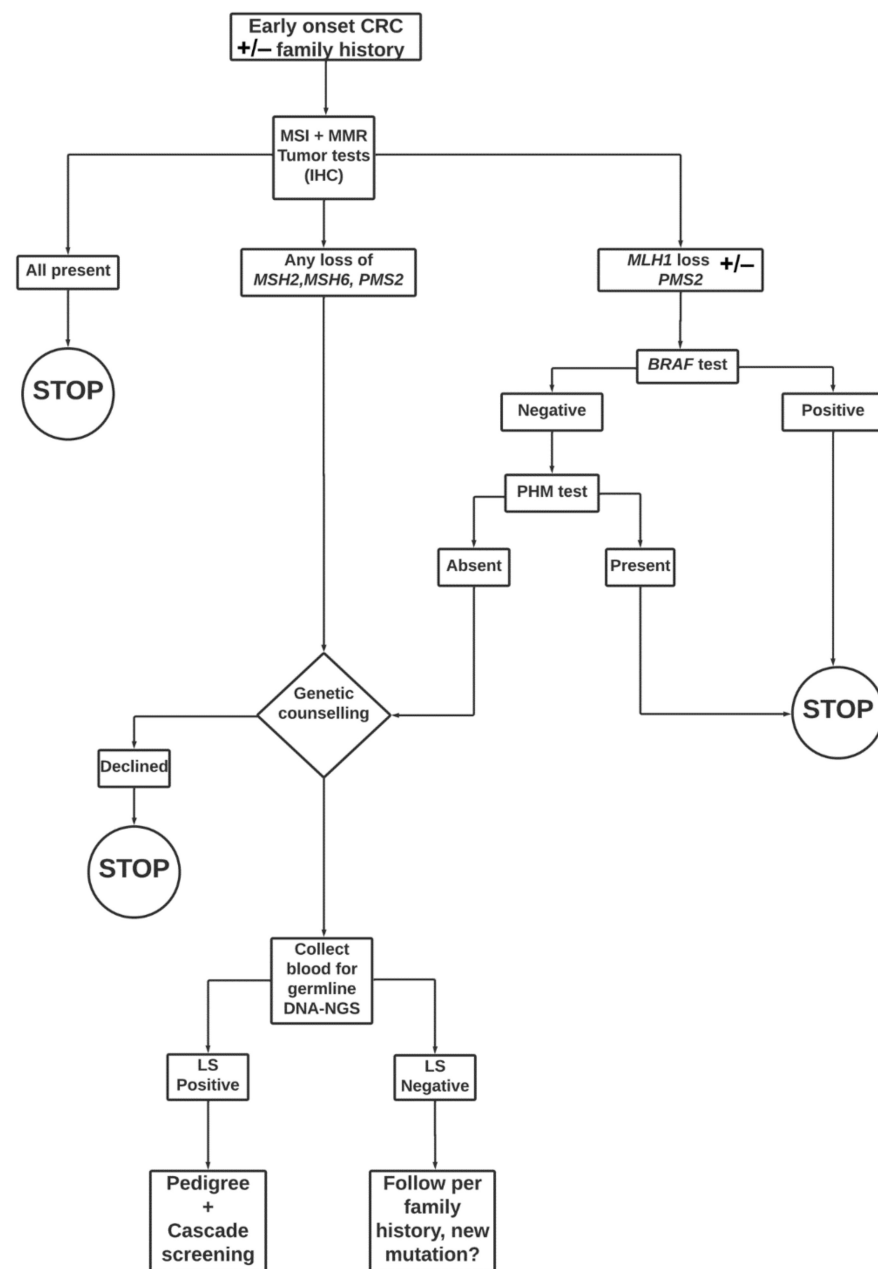 Early onset CRC
+/− family history
MSI + MMR
Tumor tests
(IHC)
All present
Any loss of
MSH2,MSH6, PMS2
MLH1 loss +/−
PMS2
STOP
BRAF test
Negative
Positive
PHM test
Absent
Present
Genetic
counselling
STOP
Declined
STOP
Collect
blood for
germline
DNA-NGS
LS
Positive
LS
Negative
Pedigree
+
Cascade
screening
Follow per
family
history, new
mutation?